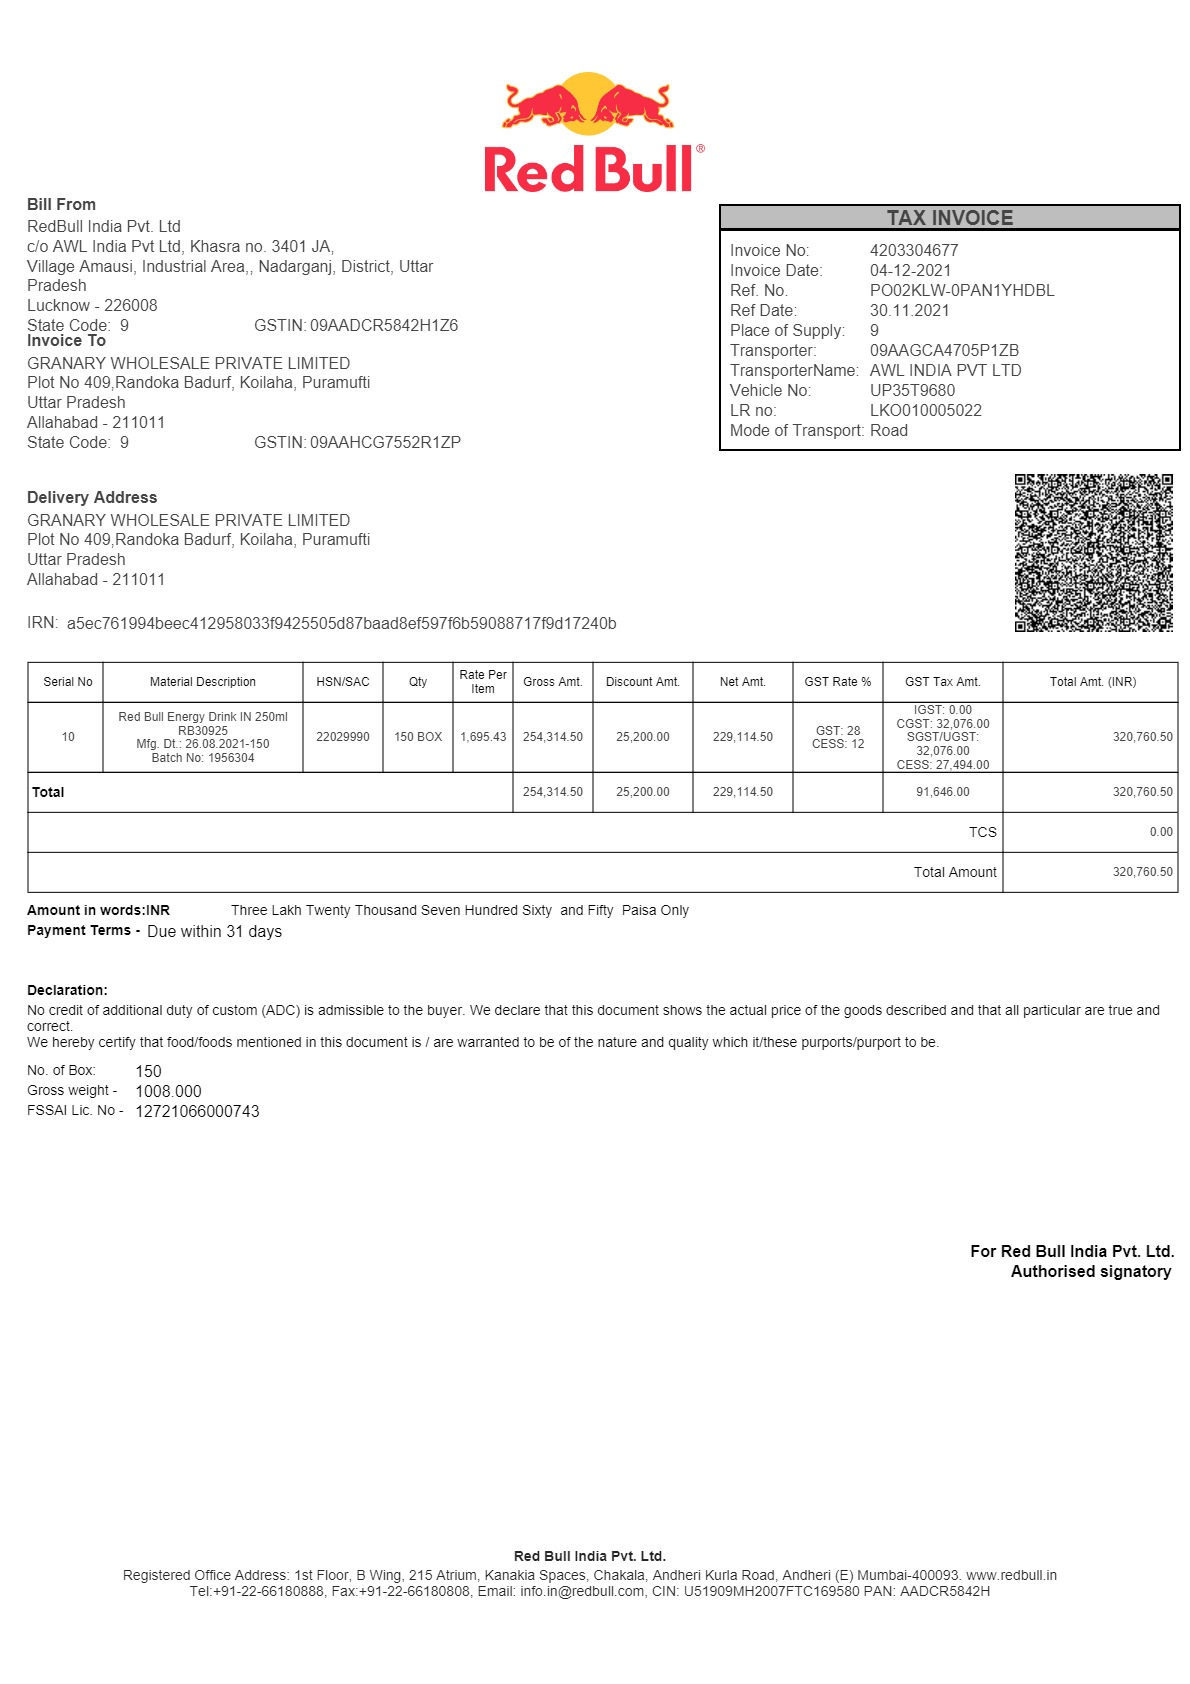 Red Bull®
Bill From
RedBull India Pvt. Ltd
c/o AWL India Pvt Ltd, Khasra no. 3401 JA,
Village Amausi, Industrial Area,, Nadarganj, District, Uttar
Pradesh
Lucknow - 226008
State Code: 9 GSTIN: 09AADCR5842H1Z6
Invoice To
GRANARY WHOLESALE PRIVATE LIMITED
Plot No 409,Randoka Badurf, Koilaha, Puramufti
Uttar Pradesh
Allahabad - 211011
State Code: 9 GSTIN: 09AAHCG7552R1ZP
TAX INVOICE
Invoice No: 4203304677
Invoice Date: 04-12-2021
Ref. No. PO02KLW-0PAN1YHDBL
Ref Date: 30.11.2021
Place of Supply: 9
Transporter: 09AAGCA4705P1ZB
TransporterName: AWL INDIA PVT LTD
Vehicle No: UP35T9680
LR no: LKO010005022
Mode of Transport: Road
Delivery Address
GRANARY WHOLESALE PRIVATE LIMITED
Plot No 409,Randoka Badurf, Koilaha, Puramufti
Uttar Pradesh
Allahabad - 211011
IRN: a5ec761994beec412958033f9425505d87baad8ef597f6b59088717f9d17240b
Serial No Material Description HSN/SAC Qty Rate Per Item Gross Amt. Discount Amt. Net Amt. GST Rate % GST Tax Amt. Total Amt. (INR)
Red Bull Energy Drink IN 250ml
RB30925
Mfg. Dt.: 26.08.2021-150
Batch No: 1956304
10 22029990 150 BOX 1,695.43 254,314.50 25,200.00 229,114.50
GST: 28
CESS: 12
IGST: 0.00
CGST: 32,076.00
SGST/UGST:
32,076.00
CESS: 27,494.00
320,760.50
Total 254,314.50 25,200.00 229,114.50 91,646.00 320,760.50
TCS 0.00
Total Amount 320,760.50
Amount in words:INR Three Lakh Twenty Thousand Seven Hundred Sixty and Fifty Paisa Only
Payment Terms - Due within 31 days
Declaration:
No credit of additional duty of custom (ADC) is admissible to the buyer. We declare that this document shows the actual price of the goods described and that all particular are true and
correct.
We hereby certify that food/foods mentioned in this document is / are warranted to be of the nature and quality which it/these purports/purport to be.
No. of Box: 150
Gross weight - 1008.000
FSSAI Lic. No - 12721066000743
For Red Bull India Pvt. Ltd.
Authorised signatory
Red Bull India Pvt. Ltd.
Registered Office Address: 1st Floor, B Wing, 215 Atrium, Kanakia Spaces, Chakala, Andheri Kurla Road, Andheri (E) Mumbai-400093. www.redbull.in
Tel:+91-22-66180888, Fax:+91-22-66180808, Email: info.in@redbull.com, CIN: U51909MH2007FTC169580 PAN: AADCR5842H